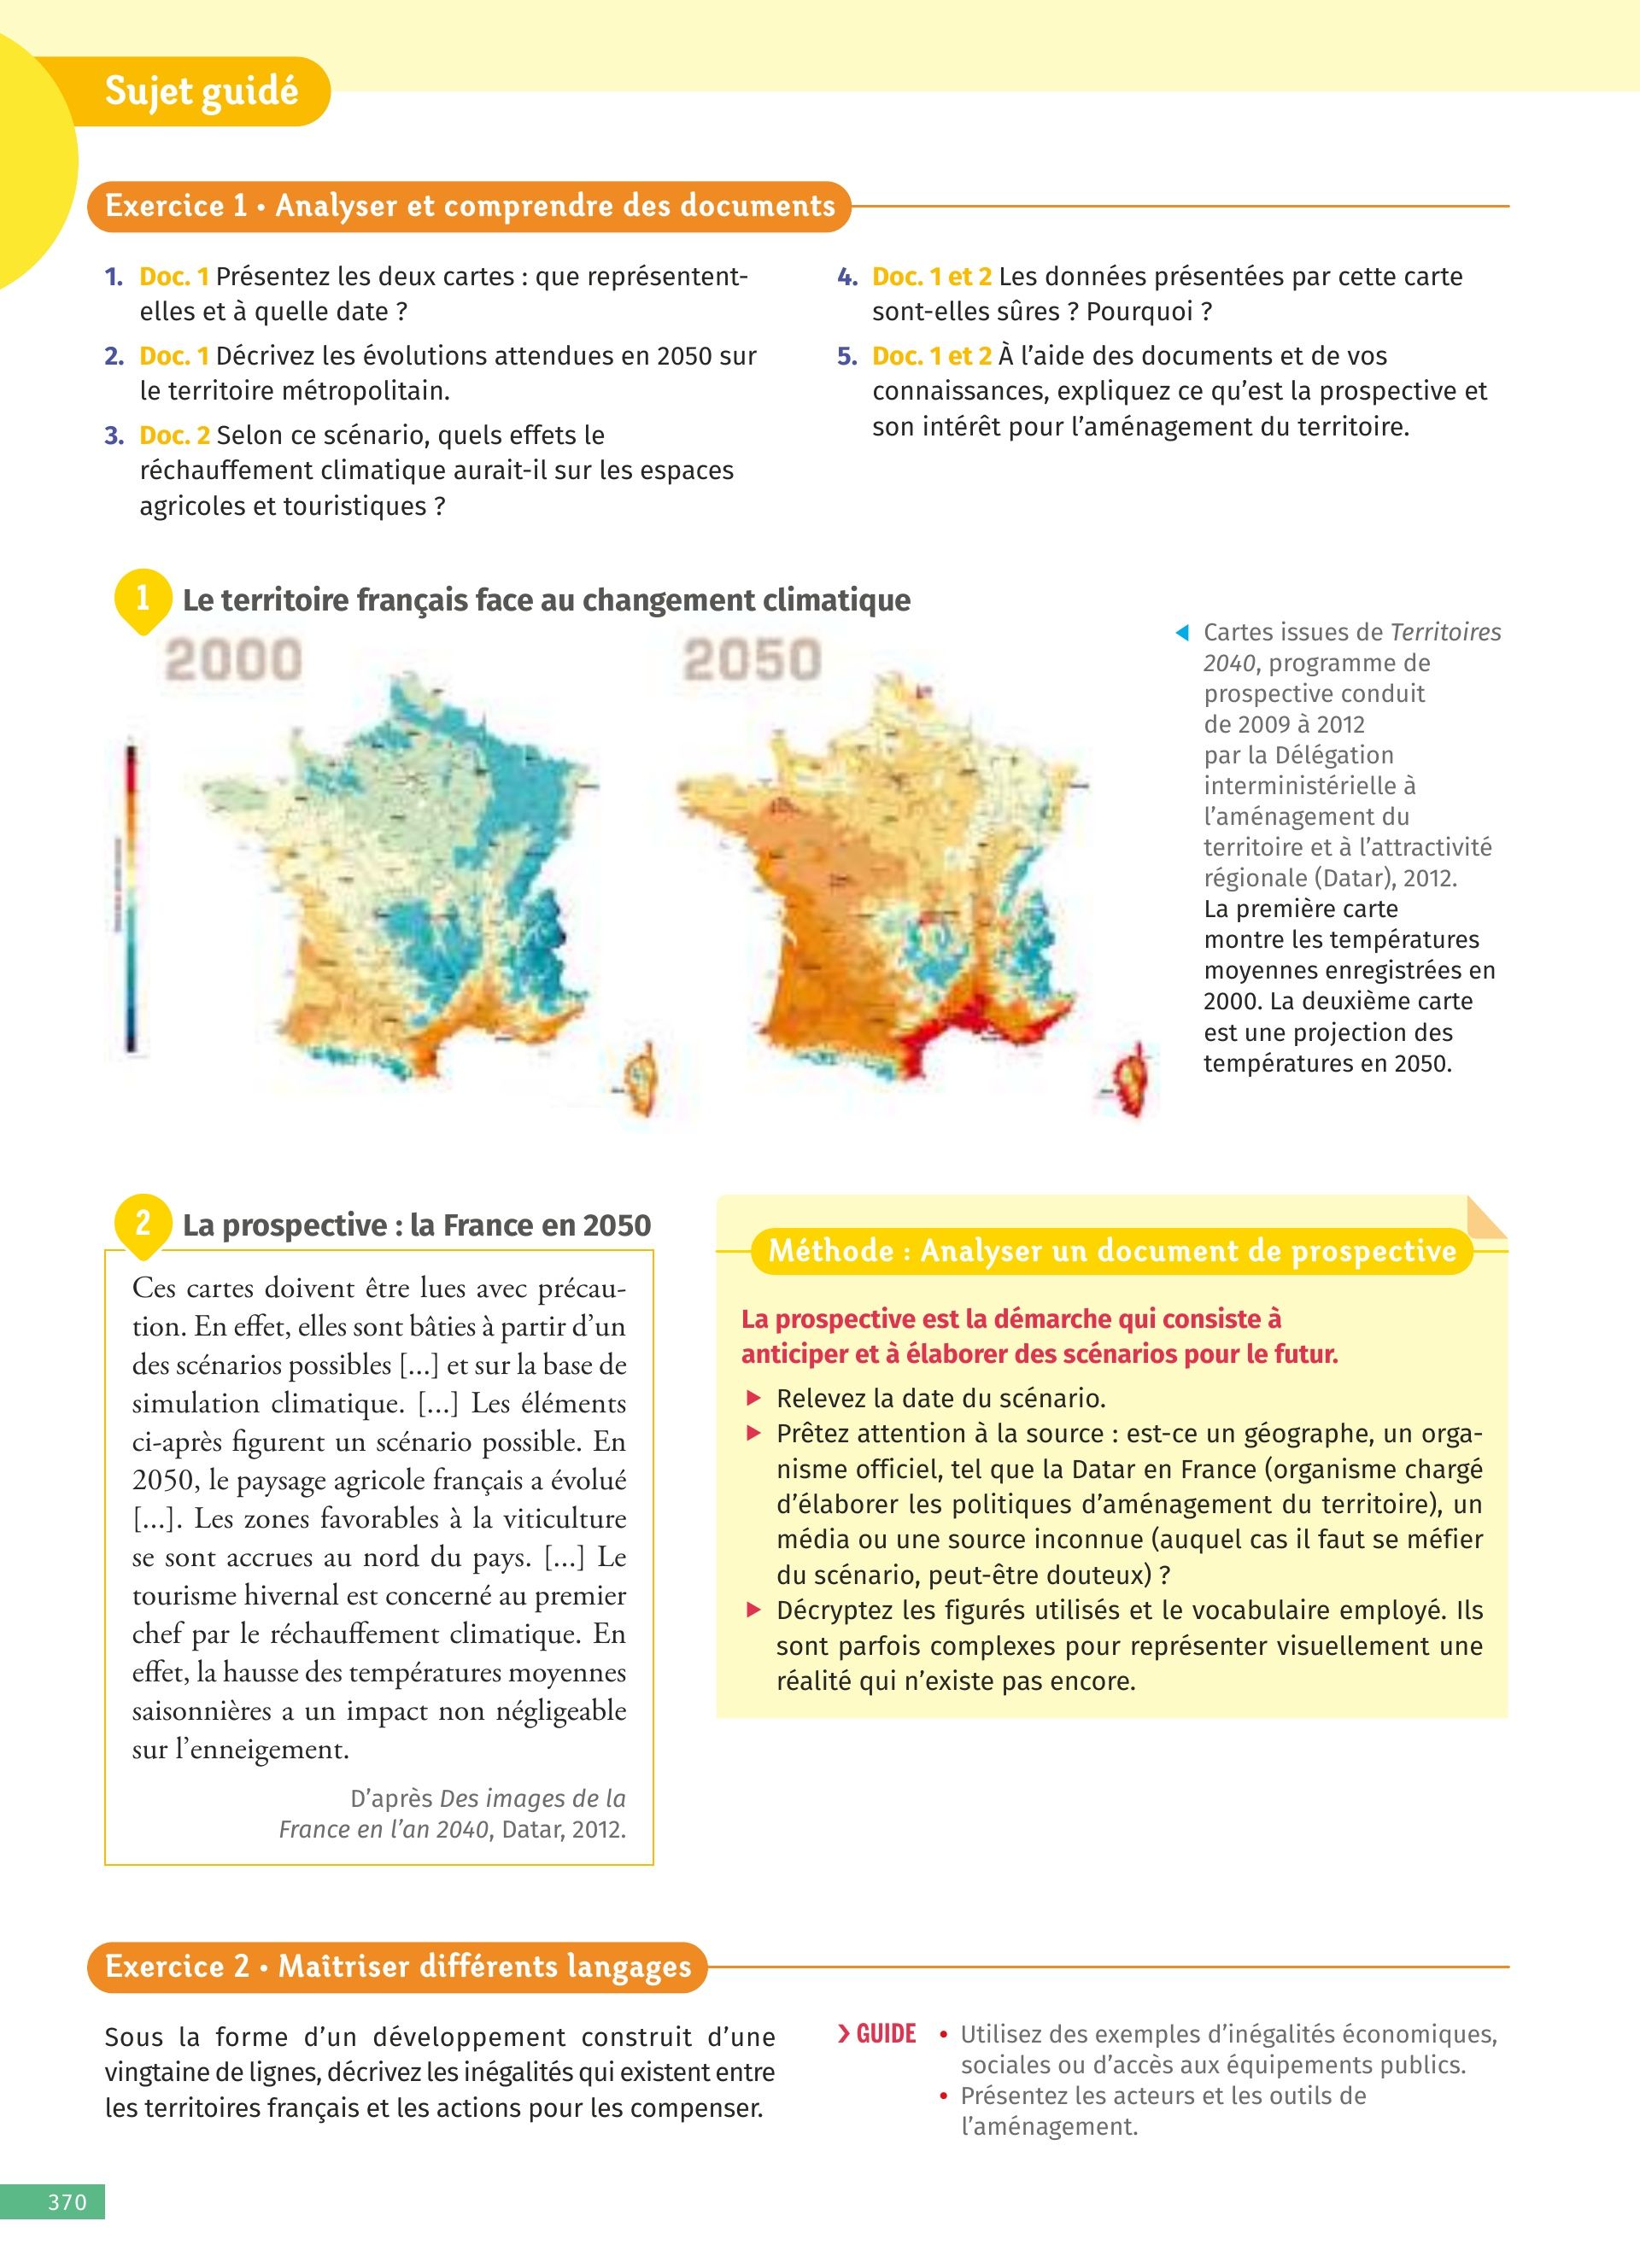 Sujet guidé
Exercice 1 • Analyser et comprendre des documents
1. Doc. 1 Présentez les deux cartes : que représentent-
elles et à quelle date ?
2. Doc. 1 Décrivez les évolutions attendues en 2050 sur
le territoire métropolitain.
3. Doc. 2 Selon ce scénario, quels effets le
réchauffement climatique aurait-il sur les espaces
agricoles et touristiques ?
4. Doc. 1 et 2 Les données présentées par cette carte
sont-elles sûres ? Pourquoi ?
5. Doc. 1 et 2 À l'aide des documents et de vos
connaissances, expliquez ce qu'est la prospective et
son intérêt pour l'aménagement du territoire.
1 Le territoire français face au changement climatique
2000
2050
Cartes issues de Territoires
2040, programme de
prospective conduit
de 2009 à 2012
par la Délégation
interministérielle à
l'aménagement du
territoire et à l'attractivité
régionale (Datar), 2012.
La première carte
montre les températures
moyennes enregistrées en
2000. La deuxième carte
est une projection des
températures en 2050.
2 La prospective : la France en 2050
Ces cartes doivent être lues avec précau-
tion. En effet, elles sont bâties à partir d'un
des scénarios possibles [...] et sur la base de
simulation climatique. [...] Les éléments
ci-après figurent un scénario possible. En
2050, le paysage agricole français a évolué
[...]. Les zones favorables à la viticulture
se sont accrues au nord du pays. [...] Le
tourisme hivernal est concerné au premier
chef par le réchauffement climatique. En
effet, la hausse des températures moyennes
saisonnières a un impact non négligeable
sur l'enneigement.
D'après Des images de la
France en l'an 2040, Datar, 2012.
Méthode : Analyser un document de prospective
La prospective est la démarche qui consiste à
anticiper et à élaborer des scénarios pour le futur.
Relevez la date du scénario.
Prêtez attention à la source : est-ce un géographe, un orga-
nisme officiel, tel que la Datar en France (organisme chargé
d'élaborer les politiques d'aménagement du territoire), un
média ou une source inconnue (auquel cas il faut se méfier
du scénario, peut-être douteux) ?
Décryptez les figurés utilisés et le vocabulaire employé. Ils
sont parfois complexes pour représenter visuellement une
réalité qui n'existe pas encore.
Exercice 2 • Maîtriser différents langages
Sous la forme d'un développement construit d'une
vingtaine de lignes, décrivez les inégalités qui existent entre
les territoires français et les actions pour les compenser.
GUIDE • Utilisez des exemples d'inégalités économiques,
sociales ou d'accès aux équipements publics.
• Présentez les acteurs et les outils de
l'aménagement.
370